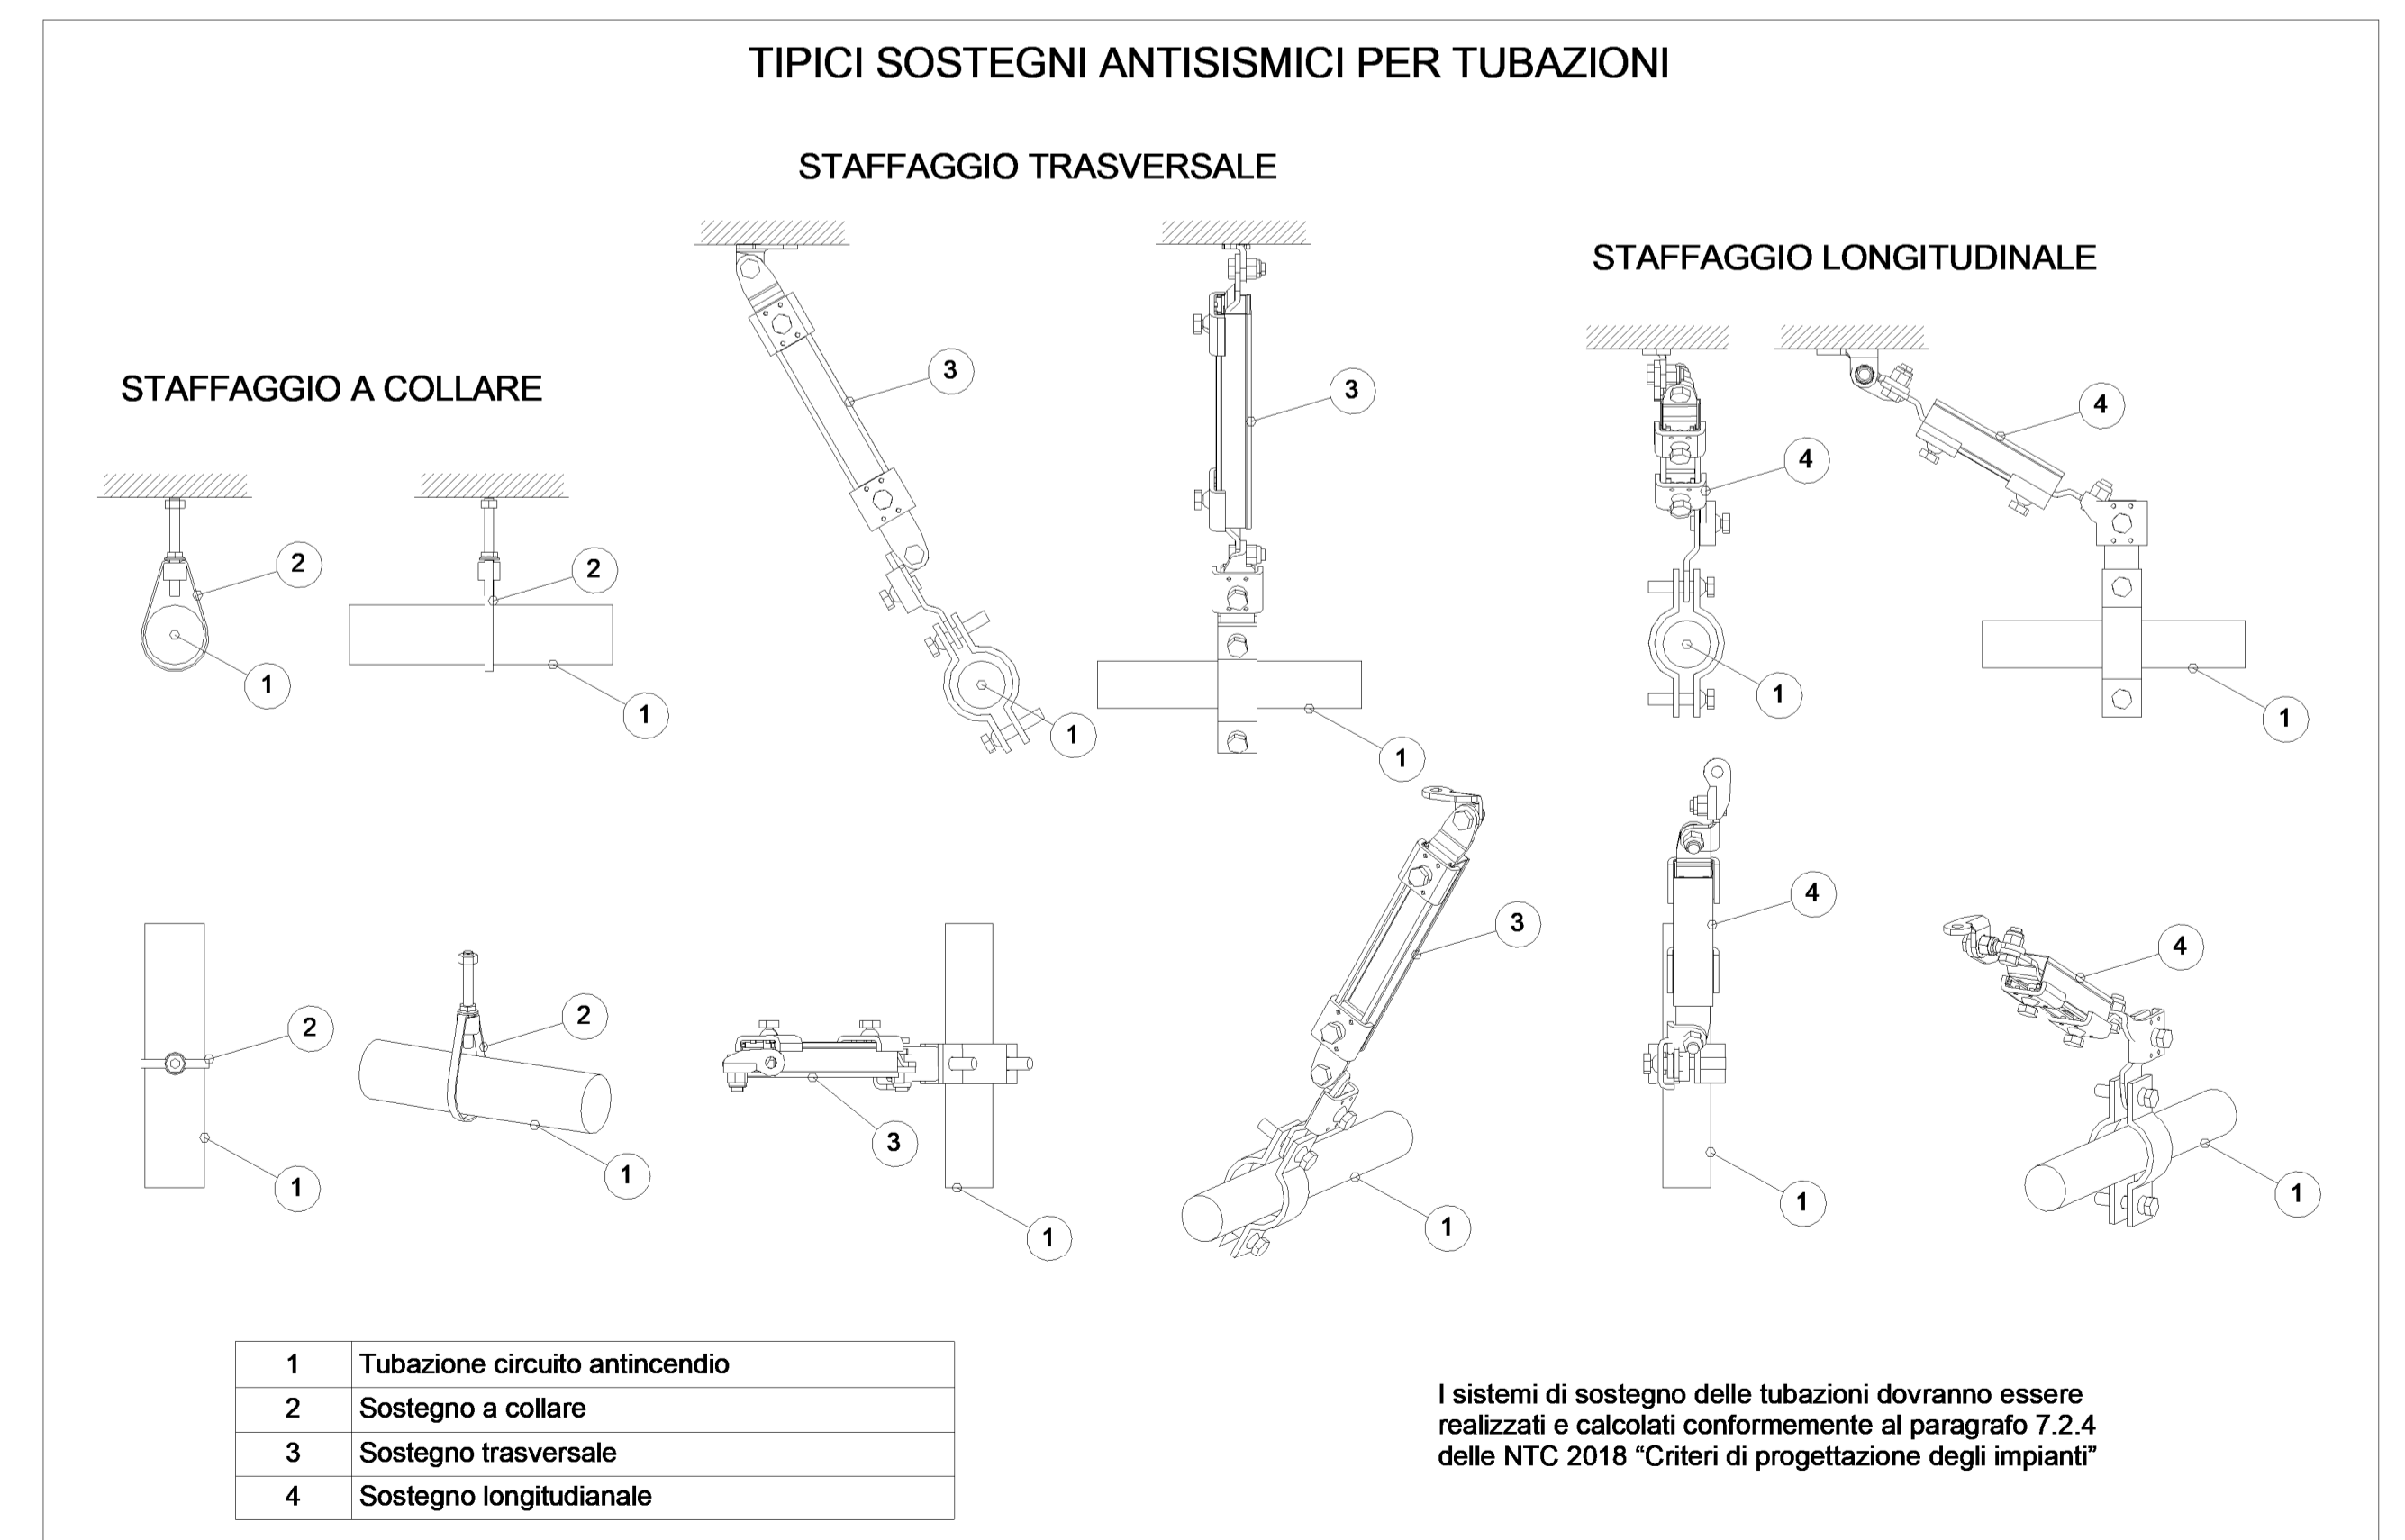 TIPICI SOSTEGNI ANTISISMICI PER TUBAZIONI
STAFFAGGIO A COLLARE
2
2
1
1
2
2
1
1
STAFFAGGIO TRASVERSALE
3
3
1
1
3
3
1
1
STAFFAGGIO LONGITUDINALE
4
4
1
1
4
4
1
1
1 Tubazione circuito antincendio
2 Sostegno a collare
3 Sostegno trasversale
4 Sostegno longitudianale
I sistemi di sostegno delle tubazioni dovranno essere
realizzati e calcolati conformemente al paragrafo 7.2.4
delle NTC 2018 “Criteri di progettazione degli impianti”